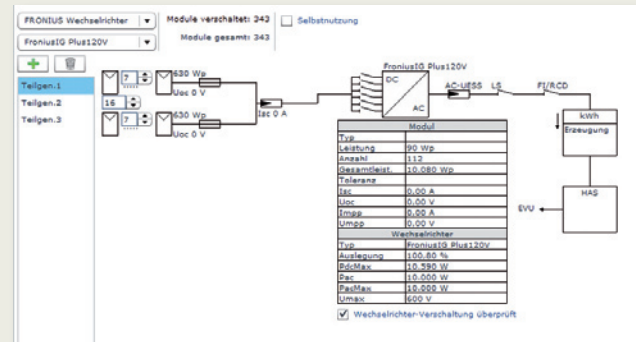 FRONIUS Wechselrichter
Module verschaltet: 343
Selbstnutzung
FroniusIG Plus120V
Module gesamt: 343
Teilgen.1
Teilgen.2
Teilgen.3
7
630 Wp
Uoc 0 V
16
7
630 Wp
Uoc 0 V
Isc 0 A
FroniusIG Plus120V
DC
AC
AC-UESS
LS
FI/RCD
kWh
Erzeugung
HAS
EVU
Modul
Typ
Leistung 90 Wp
Anzahl 112
Gesamtleist. 10.080 Wp
Toleranz
Isc 0.00 A
Uoc 0.00 V
Impp 0.00 A
Umpp 0.00 V
Wechselrichter
Typ FroniusIG Plus120V
Auslegung 100.80 %
PdcMax 10.590 W
Pac 10.000 W
PacMax 10.000 W
Umax 600 V
Wechselrichter-Verschaltung überprüft